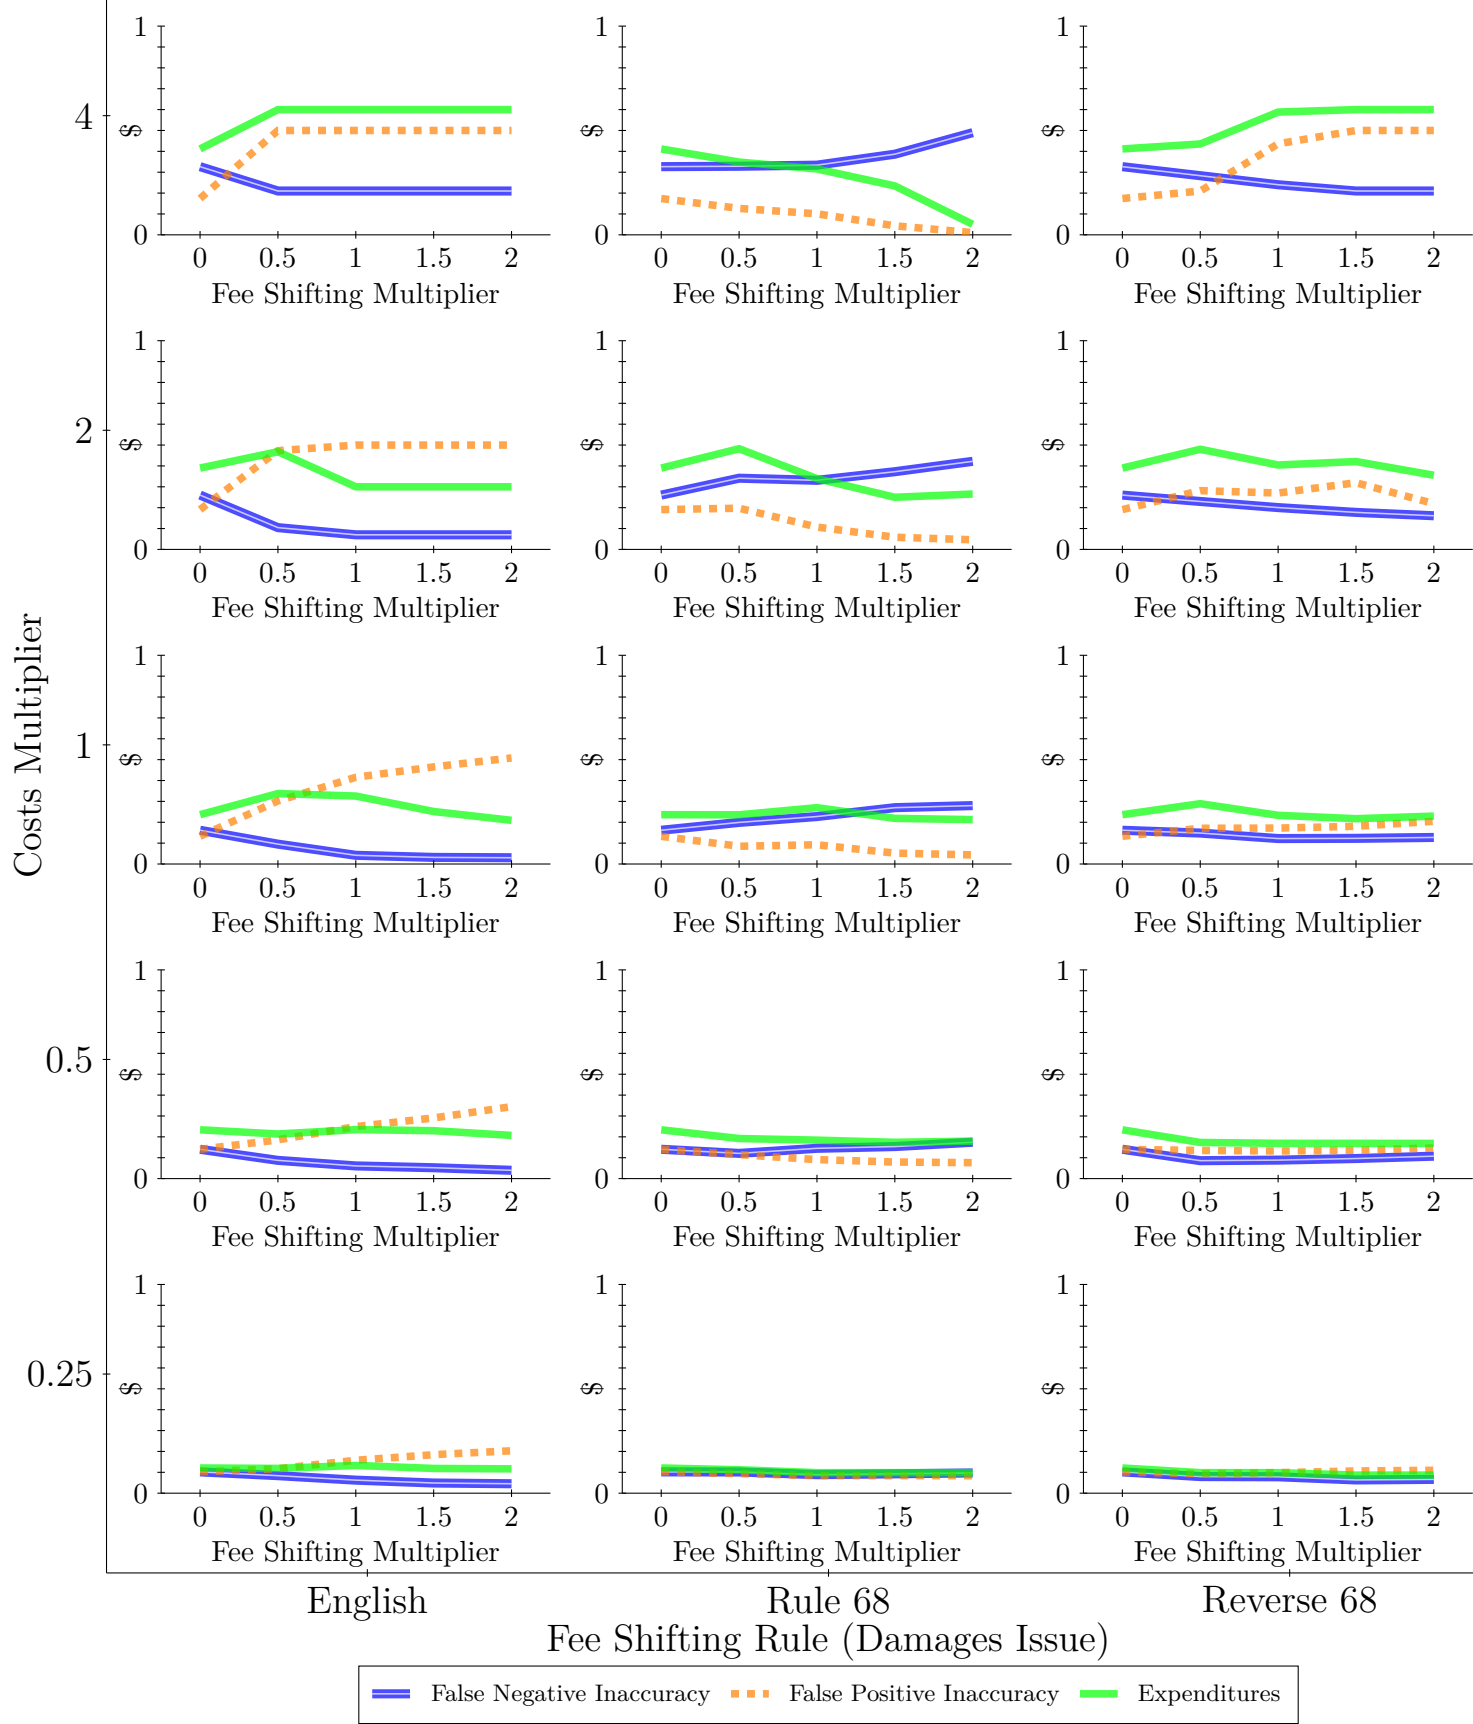 Costs Multiplier
4
1
$
0
0 0.5 1 1.5 2
Fee Shifting Multiplier
1
$
0
0 0.5 1 1.5 2
Fee Shifting Multiplier
1
$
0
0 0.5 1 1.5 2
Fee Shifting Multiplier
2
1
$
0
0 0.5 1 1.5 2
Fee Shifting Multiplier
1
$
0
0 0.5 1 1.5 2
Fee Shifting Multiplier
1
$
0
0 0.5 1 1.5 2
Fee Shifting Multiplier
1
1
$
0
0 0.5 1 1.5 2
Fee Shifting Multiplier
1
$
0
0 0.5 1 1.5 2
Fee Shifting Multiplier
1
$
0
0 0.5 1 1.5 2
Fee Shifting Multiplier
0.5
1
$
0
0 0.5 1 1.5 2
Fee Shifting Multiplier
1
$
0
0 0.5 1 1.5 2
Fee Shifting Multiplier
1
$
0
0 0.5 1 1.5 2
Fee Shifting Multiplier
0.25
1
$
0
0 0.5 1 1.5 2
Fee Shifting Multiplier
1
$
0
0 0.5 1 1.5 2
Fee Shifting Multiplier
1
$
0
0 0.5 1 1.5 2
Fee Shifting Multiplier
English Rule 68 Reverse 68
Fee Shifting Rule (Damages Issue)
False Negative Inaccuracy False Positive Inaccuracy Expenditures